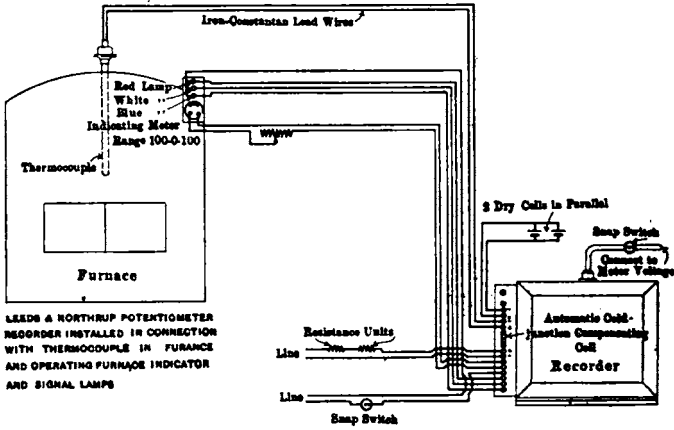 Iron-Constantan Lead Wires
Red Lamp
White "
Blue "
Indicating Meter
Range 100-0-100
Thermocouple
Furnace
2 Dry Cells in Parallel
Snap Switch
Connect to
Motor Voltage
Automatic Cold-
Junction Compensating
Coil
Recorder
Resistance Units
Line
Line
Snap Switch
LEEDS & NORTHRUP POTENTIOMETER
RECORDER INSTALLED IN CONNECTION
WITH THERMOCOUPLE IN FURANCE
AND OPERATING FURNACE INDICATOR
AND SIGNAL LAMPS